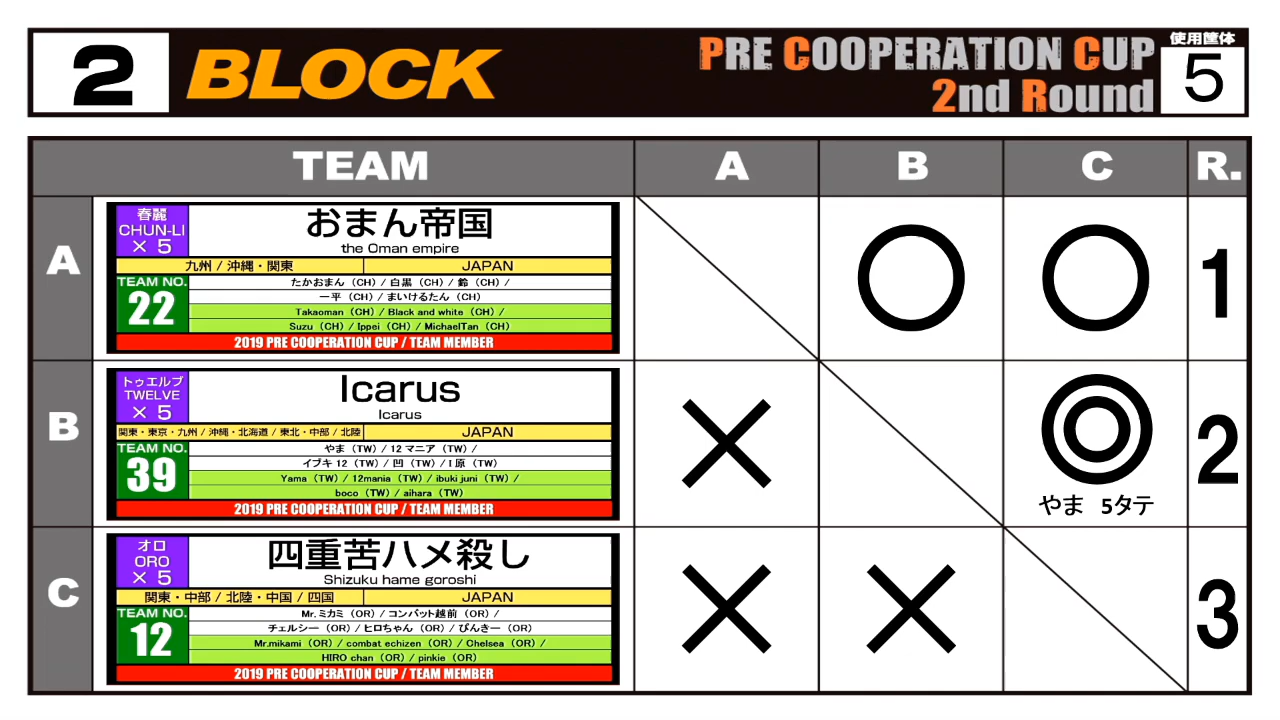 2 BLOCK
PRE COOPERATION CUP
2nd Round
使用筐体
5
TEAM A B C R.
A
春麗
CHUN-LI
× 5
おまん帝国
the Oman empire
九州 / 沖縄・関東 JAPAN
TEAM NO.
22
たかおまん（CH）/ 白黒（CH）/ 鈴（CH）/
一平（CH）/ まいけるたん（CH）
Takaoman（CH）/ Black and white（CH）/
Suzu（CH）/ Ippei（CH）/ MichaelTan（CH）
2019 PRE COOPERATION CUP / TEAM MEMBER
○ ○ 1
B
トゥエルブ
TWELVE
× 5
Icarus
Icarus
関東・東京・九州 / 沖縄・北海道 / 東北・中部 / 北陸 JAPAN
TEAM NO.
39
やま（TW）/ 12 マニア（TW）/
イブキ 12（TW）/ 凹（TW）/ I 原（TW）
Yama（TW）/ 12mania（TW）/ ibuki juni（TW）/
boco（TW）/ aihara（TW）
2019 PRE COOPERATION CUP / TEAM MEMBER
× ◎ 2
やま 5タテ
C
オロ
ORO
× 5
四重苦ハメ殺し
Shizuku hame goroshi
関東・中部 / 北陸・中国 / 四国 JAPAN
TEAM NO.
12
Mr.ミカミ（OR）/ コンバット越前（OR）/
チェルシー（OR）/ ヒロちゃん（OR）/ ぴんきー（OR）
Mr.mikami（OR）/ combat echizen（OR）/ Chelsea（OR）/
HIRO chan（OR）/ pinkie（OR）
2019 PRE COOPERATION CUP / TEAM MEMBER
× × 3